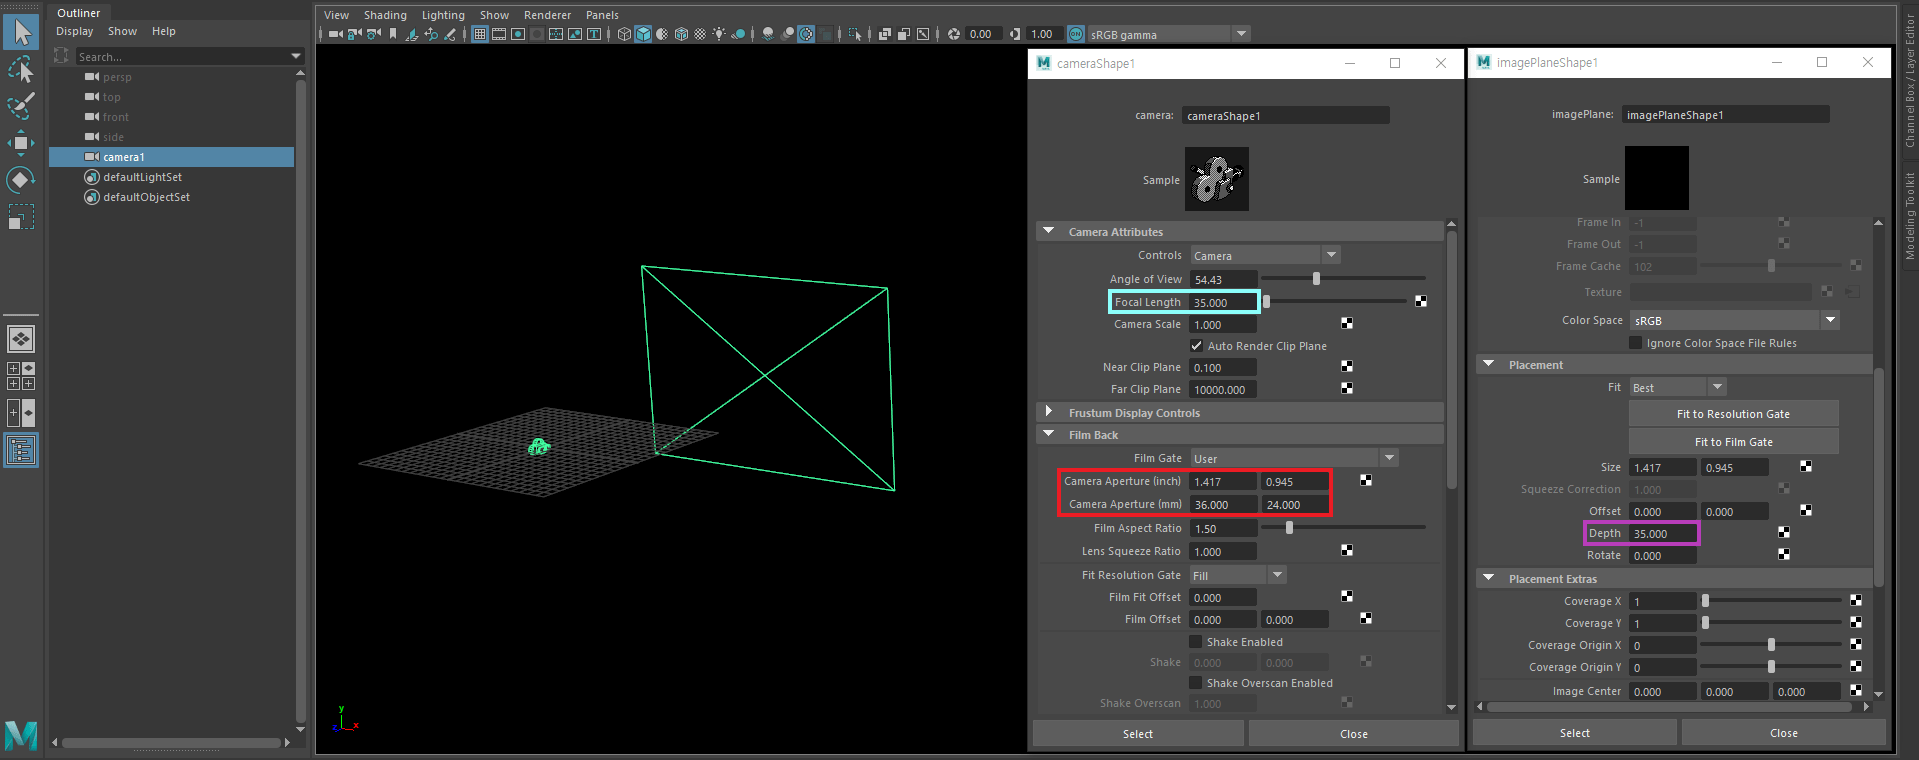 Outliner
Display Show Help
Search...
persp
top
front
side
camera1
defaultLightSet
defaultObjectSet
View Shading Lighting Show Renderer Panels
0.00 1.00 ON sRGB gamma
y
z x
M cameraShape1
camera: cameraShape1
Sample
Camera Attributes
Controls Camera
Angle of View 54.43
Focal Length 35.000
Camera Scale 1.000
Auto Render Clip Plane
Near Clip Plane 0.100
Far Clip Plane 10000.000
Frustum Display Controls
Film Back
Film Gate User
Camera Aperture (inch) 1.417 0.945
Camera Aperture (mm) 36.000 24.000
Film Aspect Ratio 1.50
Lens Squeeze Ratio 1.000
Fit Resolution Gate Fill
Film Fit Offset 0.000
Film Offset 0.000 0.000
Shake Enabled
Shake 0.000 0.000
Shake Overscan Enabled
Shake Overscan 1.000
Select Close
M imagePlaneShape1
imagePlane: imagePlaneShape1
Sample
Frame In -1
Frame Out -1
Frame Cache 102
Texture
Color Space sRGB
Ignore Color Space File Rules
Placement
Fit Best
Fit to Resolution Gate
Fit to Film Gate
Size 1.417 0.945
Squeeze Correction 1.000
Offset 0.000 0.000
Depth 35.000
Rotate 0.000
Placement Extras
Coverage X 1
Coverage Y 1
Coverage Origin X 0
Coverage Origin Y 0
Image Center 0.000 0.000 0.000
Select Close
Channel Box / Layer Editor
Modeling Toolkit
M